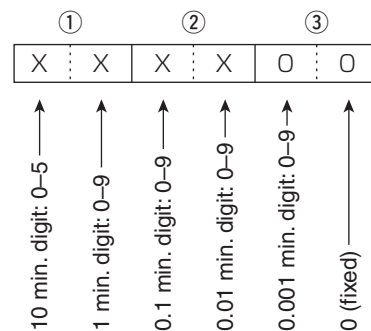 ① ② ③
X X X X 0 0
10 min. digit: 0–5
1 min. digit: 0–9
0.1 min. digit: 0–9
0.01 min. digit: 0–9
0.001 min. digit: 0–9
0 (fixed)